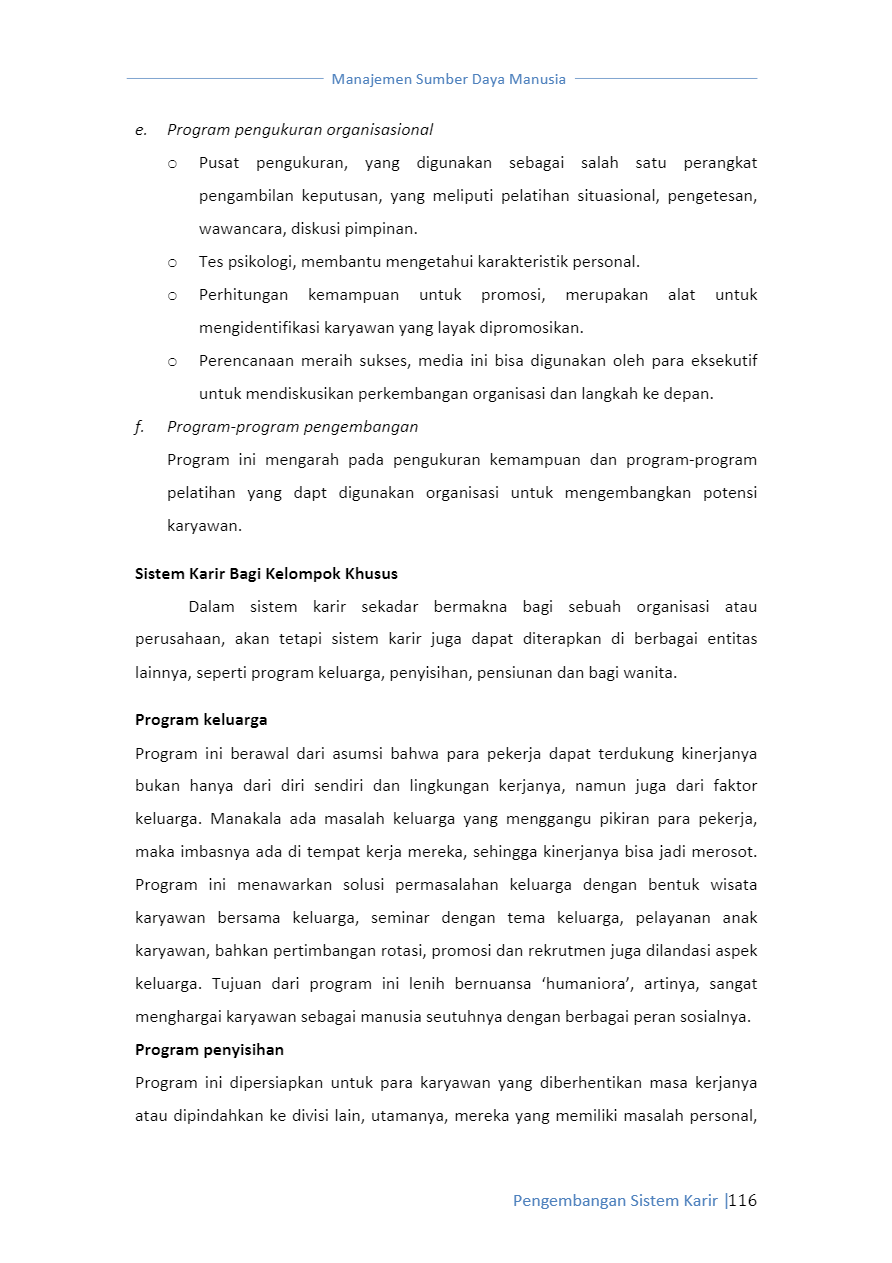 Manajemen Sumber Daya Manusia
e. Program pengukuran organisasional
o Pusat pengukuran, yang digunakan sebagai salah satu perangkat
pengambilan keputusan, yang meliputi pelatihan situasional, pengetesan,
wawancara, diskusi pimpinan.
o Tes psikologi, membantu mengetahui karakteristik personal.
o Perhitungan kemampuan untuk promosi, merupakan alat untuk
mengidentifikasi karyawan yang layak dipromosikan.
o Perencanaan meraih sukses, media ini bisa digunakan oleh para eksekutif
untuk mendiskusikan perkembangan organisasi dan langkah ke depan.
f. Program-program pengembangan
Program ini mengarah pada pengukuran kemampuan dan program-program
pelatihan yang dapt digunakan organisasi untuk mengembangkan potensi
karyawan.
Sistem Karir Bagi Kelompok Khusus
Dalam sistem karir sekadar bermakna bagi sebuah organisasi atau
perusahaan, akan tetapi sistem karir juga dapat diterapkan di berbagai entitas
lainnya, seperti program keluarga, penyisihan, pensiunan dan bagi wanita.
Program keluarga
Program ini berawal dari asumsi bahwa para pekerja dapat terdukung kinerjanya
bukan hanya dari diri sendiri dan lingkungan kerjanya, namun juga dari faktor
keluarga. Manakala ada masalah keluarga yang menggangu pikiran para pekerja,
maka imbasnya ada di tempat kerja mereka, sehingga kinerjanya bisa jadi merosot.
Program ini menawarkan solusi permasalahan keluarga dengan bentuk wisata
karyawan bersama keluarga, seminar dengan tema keluarga, pelayanan anak
karyawan, bahkan pertimbangan rotasi, promosi dan rekrutmen juga dilandasi aspek
keluarga. Tujuan dari program ini lenih bernuansa ‘humaniora’, artinya, sangat
menghargai karyawan sebagai manusia seutuhnya dengan berbagai peran sosialnya.
Program penyisihan
Program ini dipersiapkan untuk para karyawan yang diberhentikan masa kerjanya
atau dipindahkan ke divisi lain, utamanya, mereka yang memiliki masalah personal,
Pengembangan Sistem Karir |116